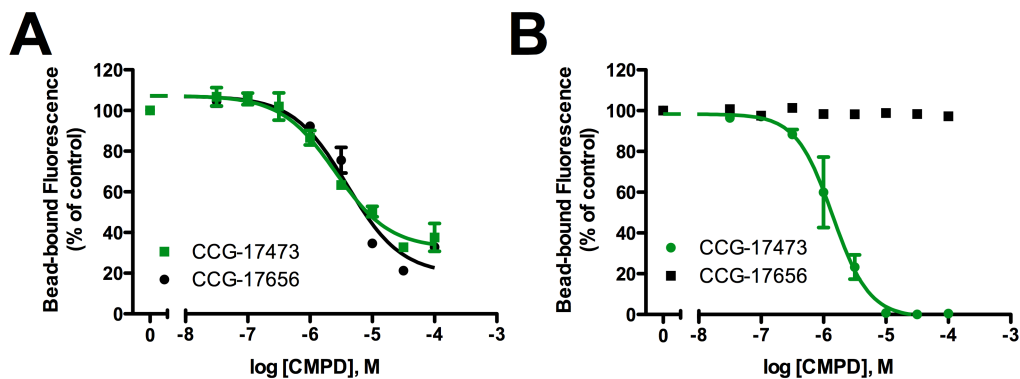 A
Bead-bound Fluorescence
(% of control)
120
100
80
60
40
20
0
CCG-17473
CCG-17656
0
-8
-7
-6
-5
-4
-3
log [CMPD], M
B
Bead-bound Fluorescence
(% of control)
120
100
80
60
40
20
0
CCG-17473
CCG-17656
0
-8
-7
-6
-5
-4
-3
log [CMPD], M